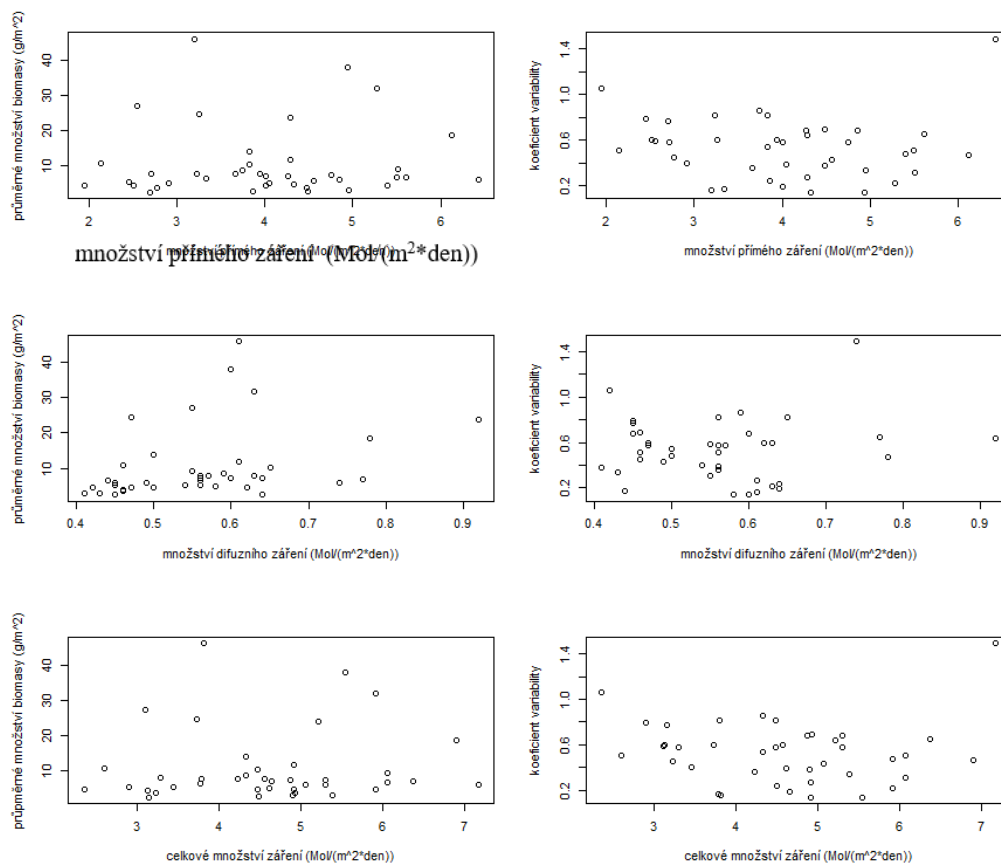 průměrné množství biomasy (g/m^2)
40
30
20
10
2 3 4 5 6
množství přímého záření (Mol/(m^2*den))
množství přímého záření (Mol/(m²*den))
koeficient variability
1.4
1.0
0.6
0.2
2 3 4 5 6
množství přímého záření (Mol/(m^2*den))
průměrné množství biomasy (g/m^2)
40
30
20
10
0.4 0.5 0.6 0.7 0.8 0.9
množství difuzního záření (Mol/(m^2*den))
koeficient variability
1.4
1.0
0.6
0.2
0.4 0.5 0.6 0.7 0.8 0.9
množství difuzního záření (Mol/(m^2*den))
průpměrné množství biomasy (g/m^2)
40
30
20
10
3 4 5 6 7
celkové množství záření (Mol/(m^2*den))
koeficient variability
1.4
1.0
0.6
0.2
3 4 5 6 7
celkové množství záření (Mol/(m^2*den))